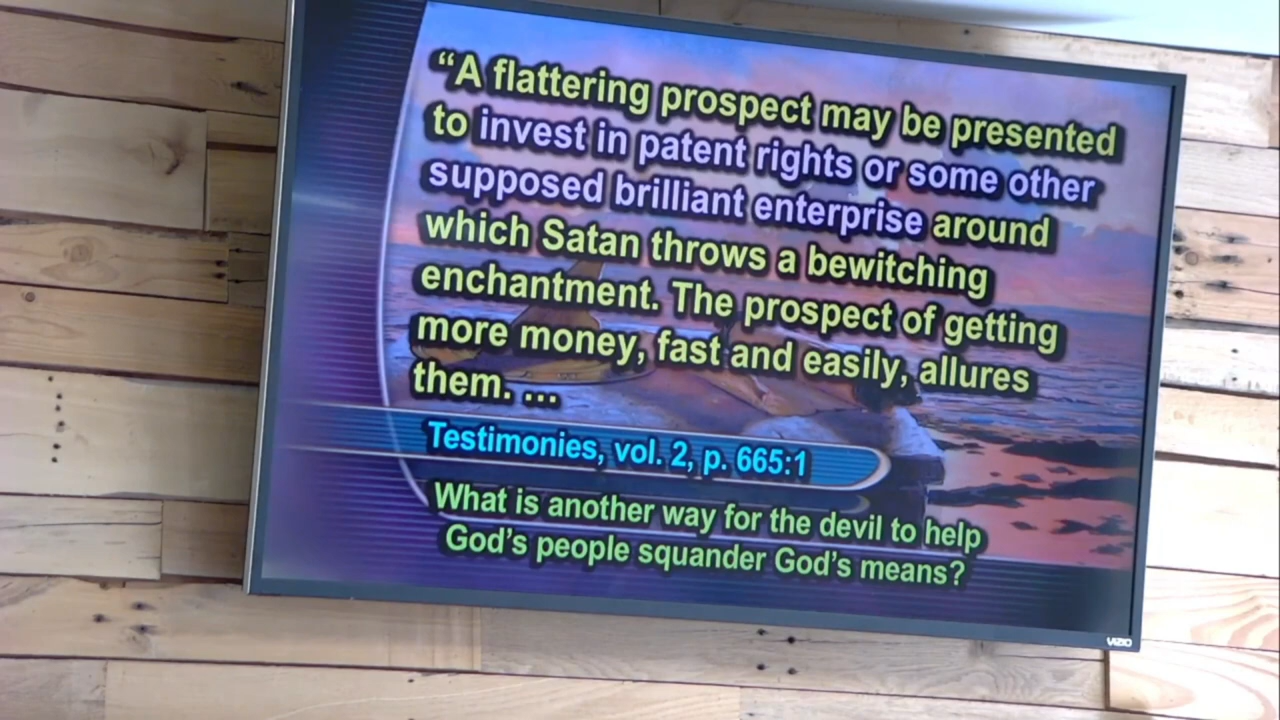 “A flattering prospect may be presented
to invest in patent rights or some other
supposed brilliant enterprise around
which Satan throws a bewitching
enchantment. The prospect of getting
more money, fast and easily, allures
them. ...
Testimonies, vol. 2, p. 665:1
What is another way for the devil to help
God’s people squander God’s means?
VIZIO